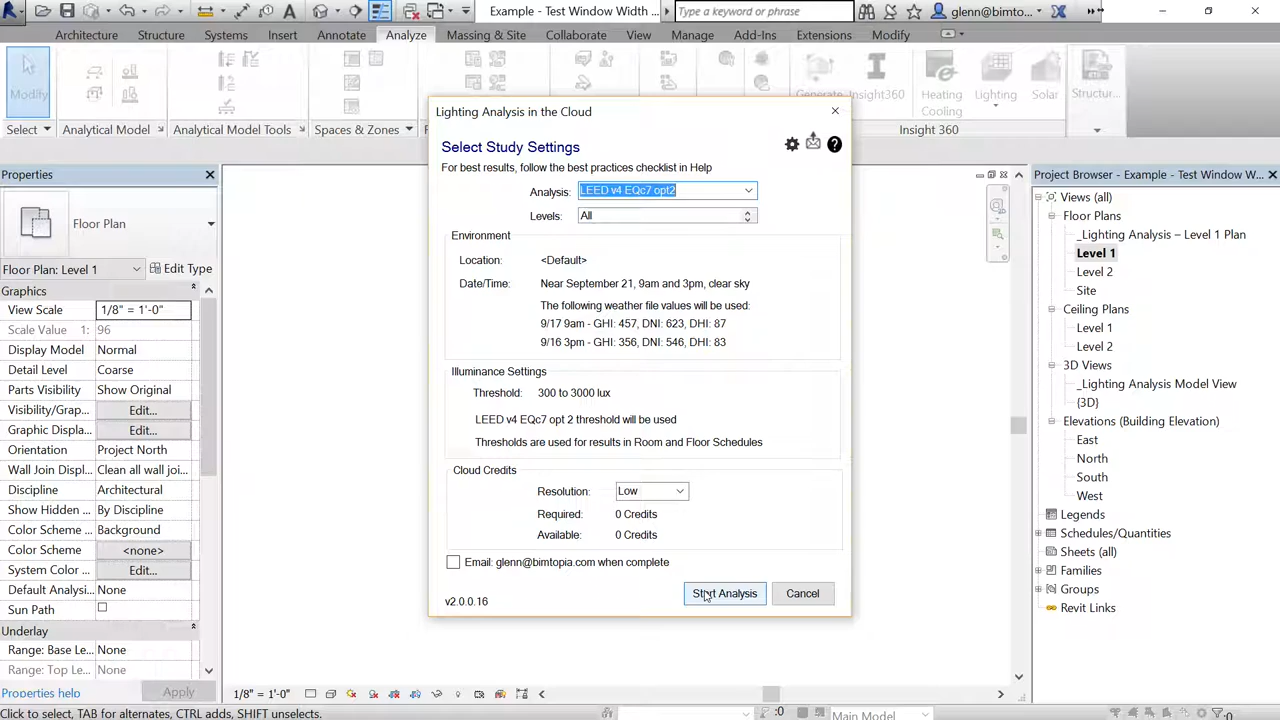 Example - Test Window Width ...
Type a keyword or phrase
glenn@bimto...
Architecture
Structure
Systems
Insert
Annotate
Analyze
Massing & Site
Collaborate
View
Manage
Add-Ins
Extensions
Modify
Modify
Generate
Insight360
Heating
Cooling
Lighting
Solar
Structur...
Select
Analytical Model
Analytical Model Tools
Spaces & Zones
Insight 360
Properties
Floor Plan
Floor Plan: Level 1
Edit Type
Graphics
View Scale 1/8" = 1'-0"
Scale Value 1: 96
Display Model Normal
Detail Level Coarse
Parts Visibility Show Original
Visibility/Grap... Edit...
Graphic Displa... Edit...
Orientation Project North
Wall Join Displ... Clean all wall joi...
Discipline Architectural
Show Hidden ... By Discipline
Color Scheme ... Background
Color Scheme <none>
System Color ... Edit...
Default Analysi... None
Sun Path
Underlay
Range: Base Le... None
Range: Top Le... None
Properties help
Apply
Lighting Analysis in the Cloud
Select Study Settings
For best results, follow the best practices checklist in Help
Analysis: LEED v4 EQc7 opt2
Levels: All
Environment
Location: <Default>
Date/Time: Near September 21, 9am and 3pm, clear sky
The following weather file values will be used:
9/17 9am - GHI: 457, DNI: 623, DHI: 87
9/16 3pm - GHI: 356, DNI: 546, DHI: 83
Illuminance Settings
Threshold: 300 to 3000 lux
LEED v4 EQc7 opt 2 threshold will be used
Thresholds are used for results in Room and Floor Schedules
Cloud Credits
Resolution: Low
Required: 0 Credits
Available: 0 Credits
Email: glenn@bimtopia.com when complete
v2.0.0.16
Start Analysis
Cancel
Project Browser - Example - Test Window W...
Views (all)
Floor Plans
_Lighting Analysis – Level 1 Plan
Level 1
Level 2
Site
Ceiling Plans
Level 1
Level 2
3D Views
_Lighting Analysis Model View
{3D}
Elevations (Building Elevation)
East
North
South
West
Legends
Schedules/Quantities
Sheets (all)
Families
Groups
Revit Links
1/8" = 1'-0"
Click to select, TAB for alternates, CTRL adds, SHIFT unselects.
:0
Main Model
:0